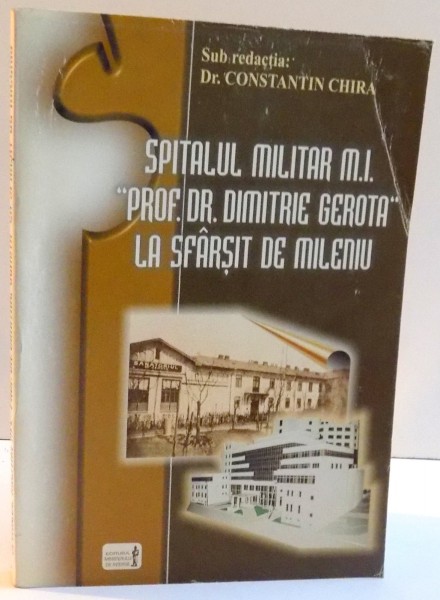 Sub redacția:
Dr. CONSTANTIN CHIRA
SPITALUL MILITAR M.I.
"PROF. DR. DIMITRIE GEROTA"
LA SFÂRȘIT DE MILENIU